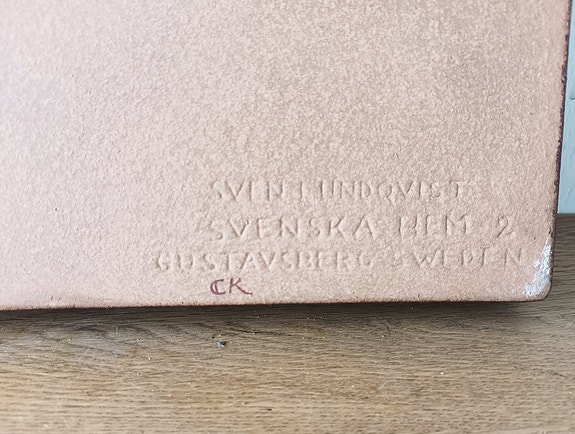 SVEN LUNDQVIST
SVENSKA HEM 2
GUSTAVSBERG SWEDEN
CK